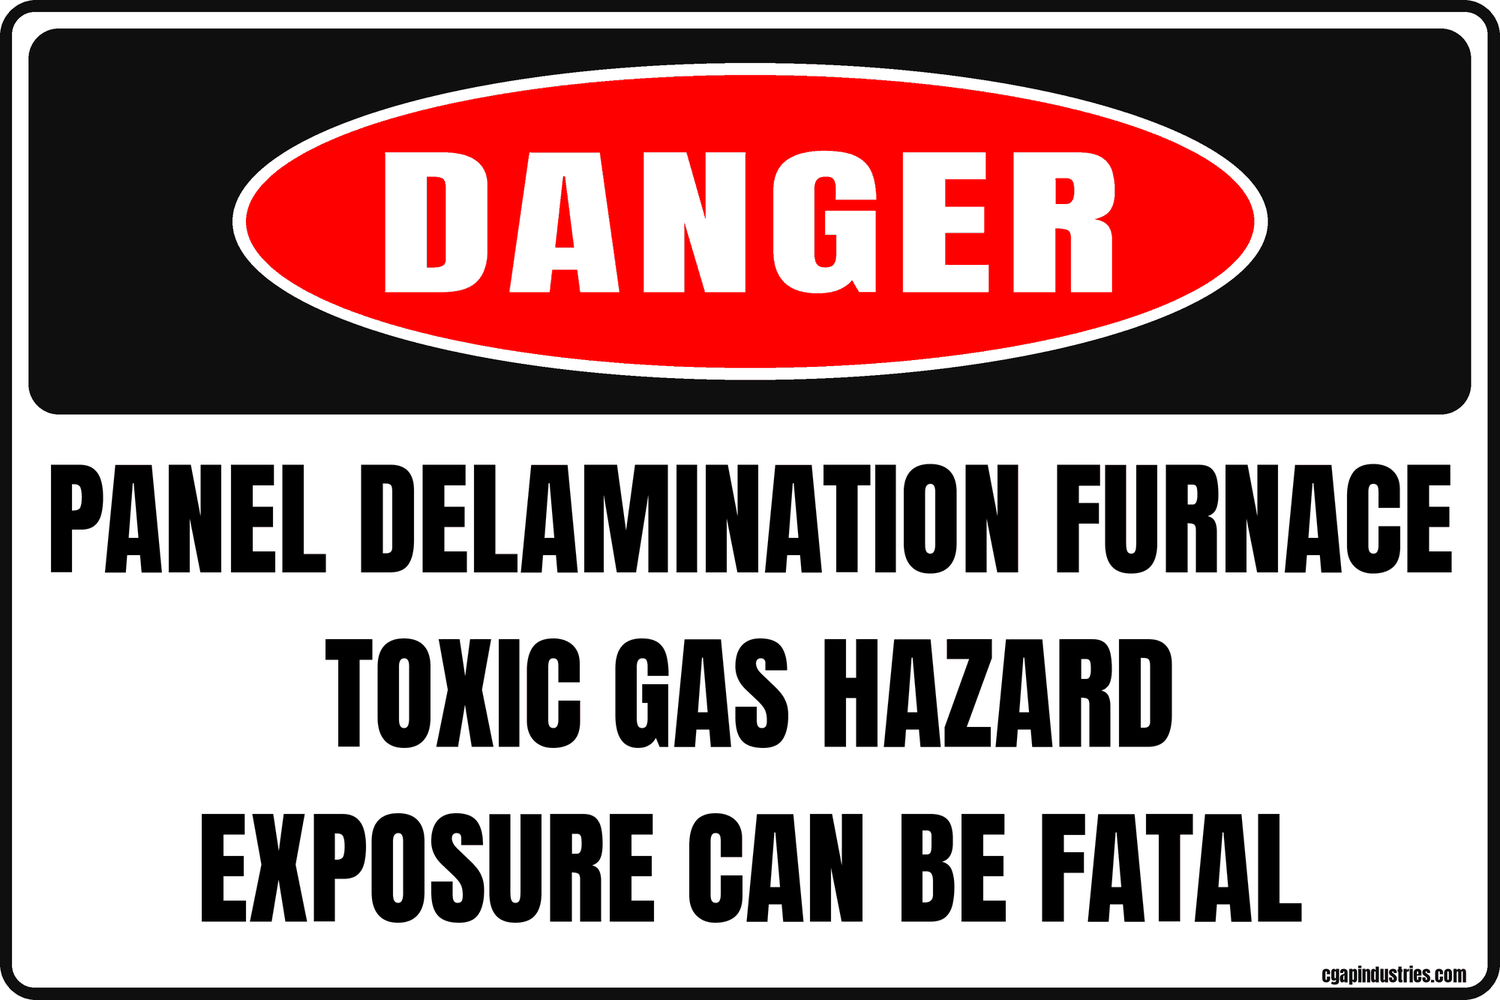 DANGER
PANEL DELAMINATION FURNACE
TOXIC GAS HAZARD
EXPOSURE CAN BE FATAL
cgapindustries.com